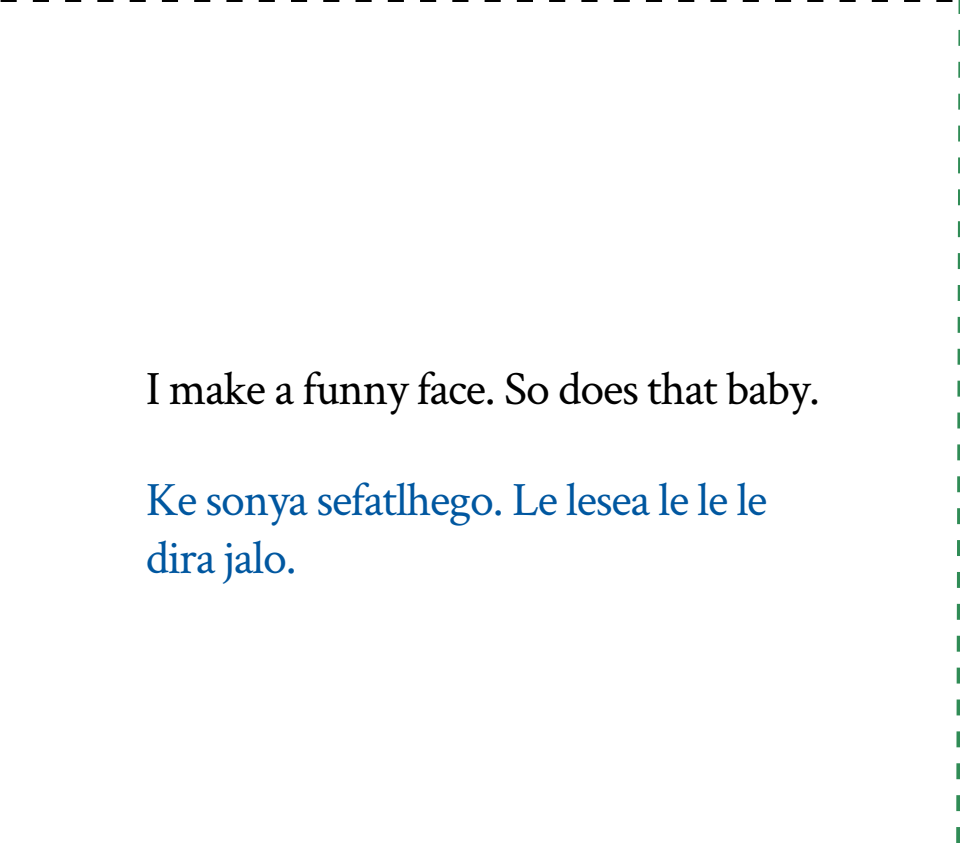 I make a funny face. So does that baby.
Ke sonya sefatlhego. Le lesea le le le
dira jalo.